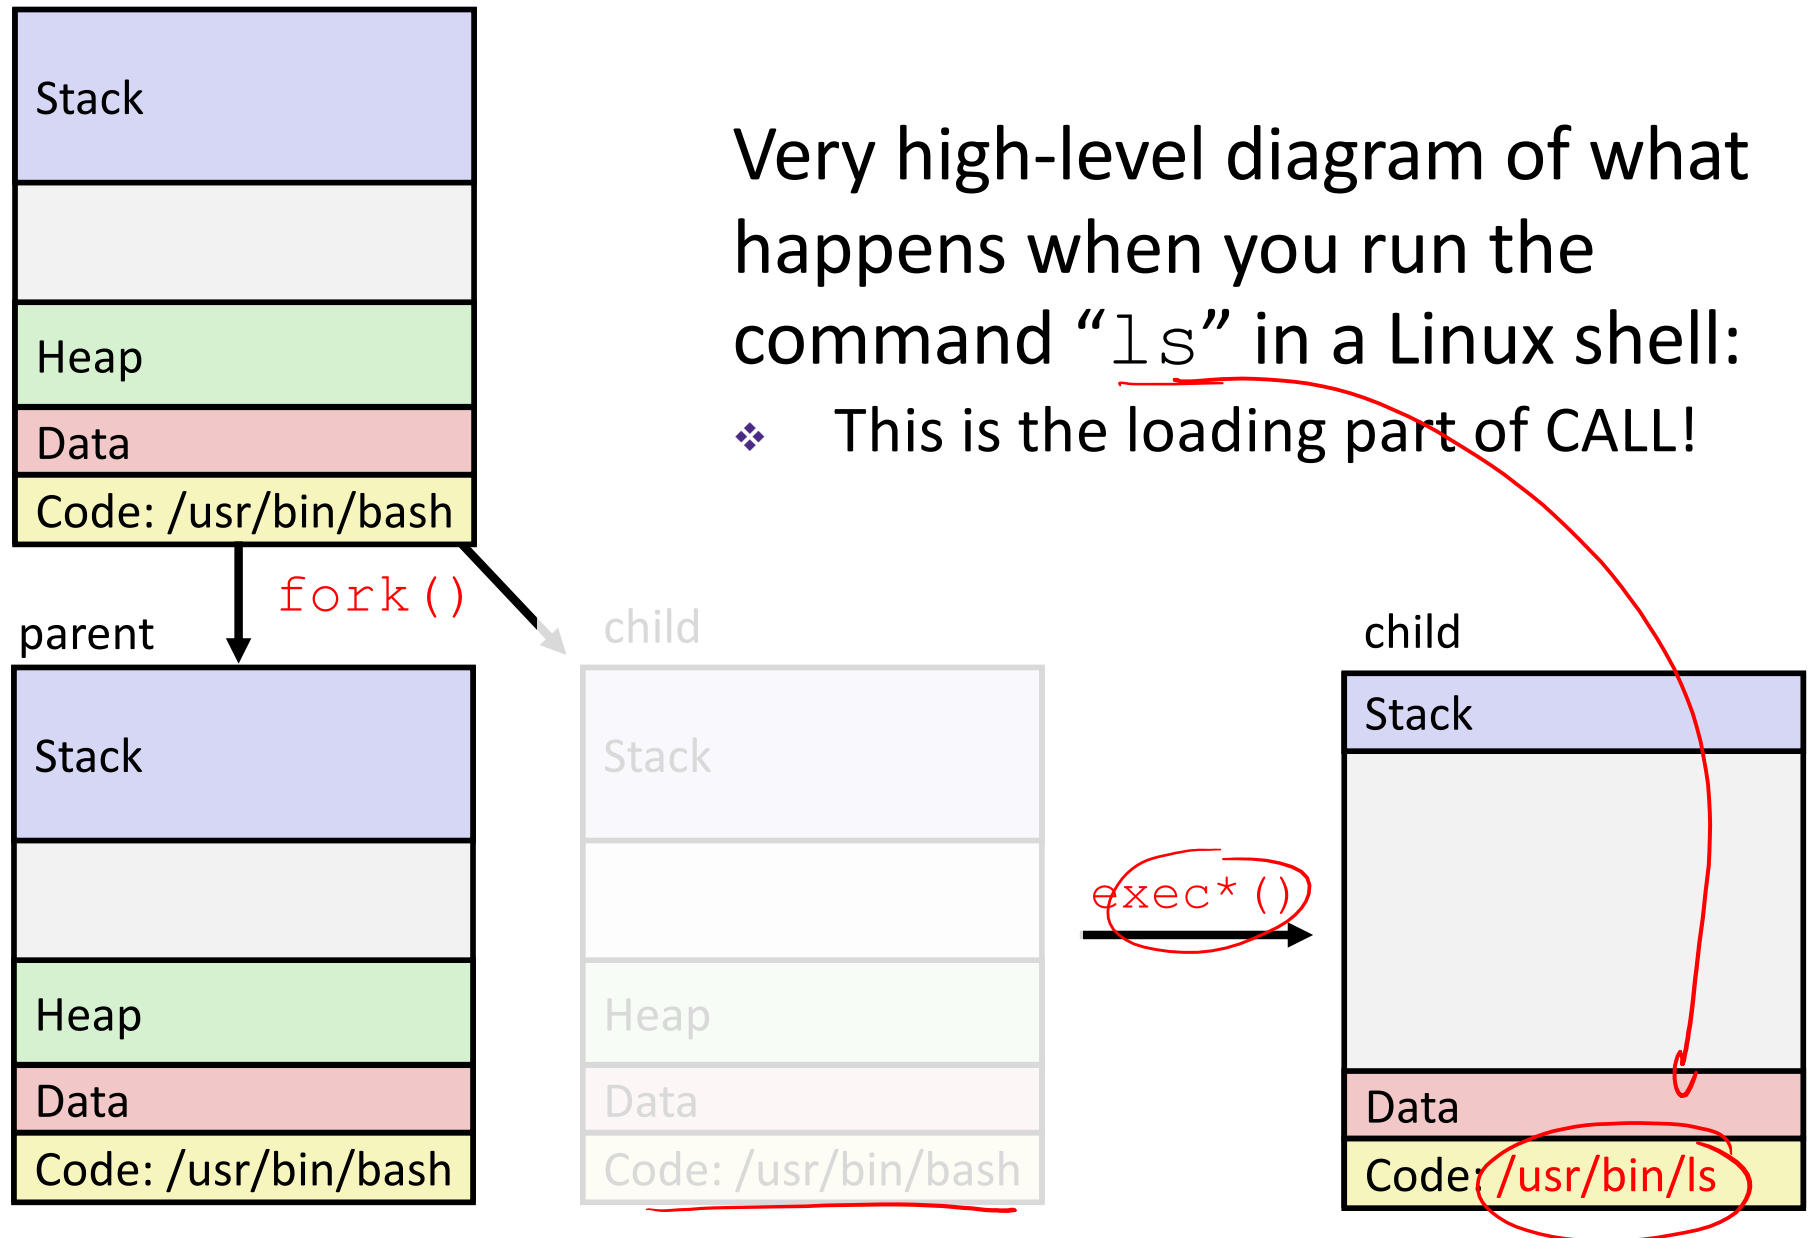 Stack
Heap
Data
Code: /usr/bin/bash
Very high-level diagram of what
happens when you run the
command “ls” in a Linux shell:
❖ This is the loading part of CALL!
fork()
parent
Stack
Heap
Data
Code: /usr/bin/bash
child
Stack
Heap
Data
Code: /usr/bin/bash
exec*()
child
Stack
Data
Code: /usr/bin/ls